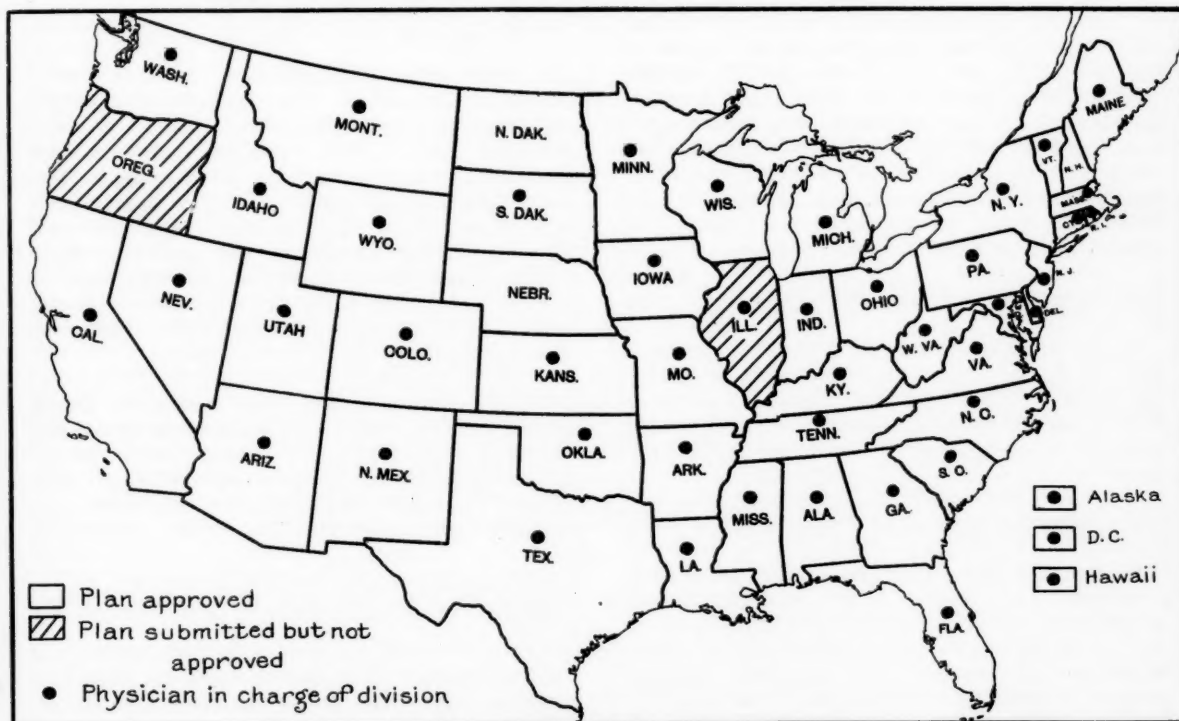 WASH.
MONT.
N. DAK.
MINN.
MAINE
OREG.
IDAHO
S. DAK.
WIS.
MICH.
VT.
N. H.
N. Y.
MASS.
R. I.
WYO.
IOWA
PA.
N. J.
NEV.
NEBR.
ILL.
IND.
OHIO
DEL.
CAL.
UTAH
COLO.
KANS.
MO.
W. VA.
VA.
KY.
ARIZ.
N. MEX.
OKLA.
ARK.
TENN.
N. C.
S. C.
TEX.
LA.
MISS.
ALA.
GA.
FLA.
Alaska
D. C.
Hawaii
Plan approved
Plan submitted but not
approved
Physician in charge of division